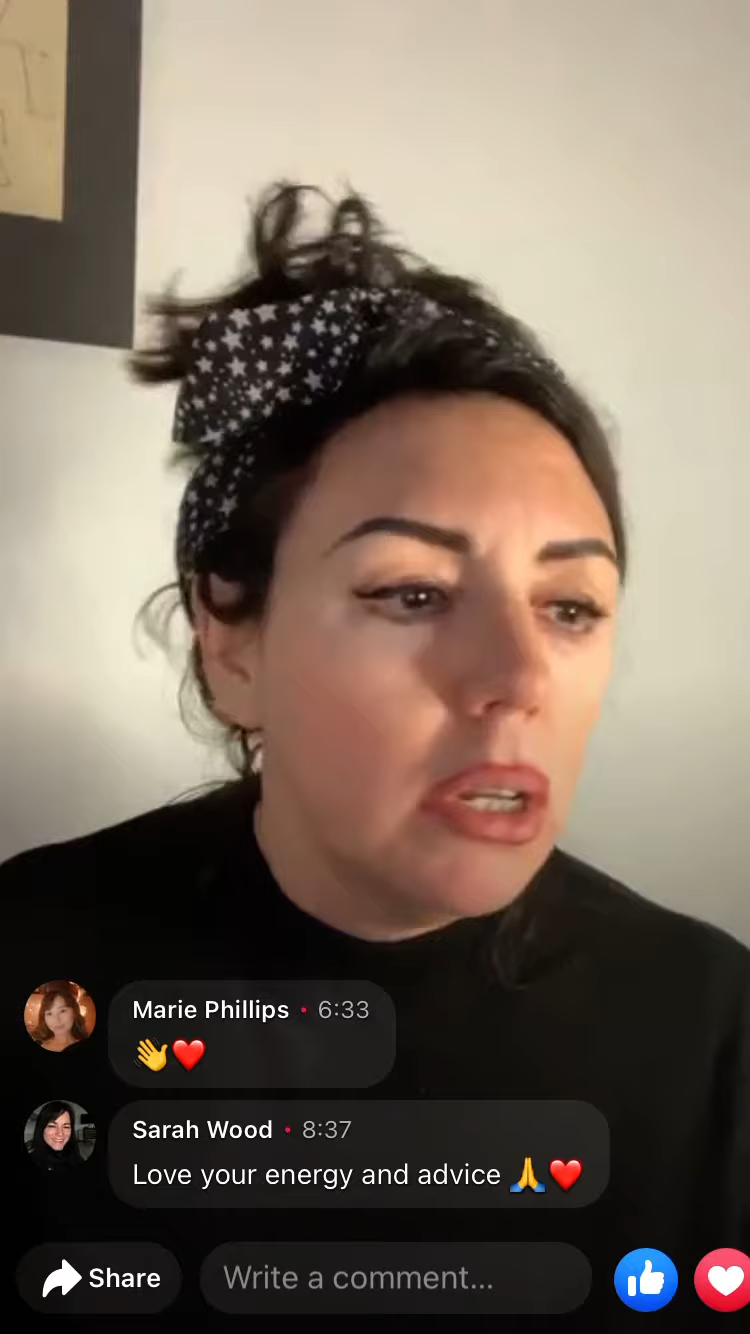 Marie Phillips • 6:33
👋❤️
Sarah Wood • 8:37
Love your energy and advice 🙏❤️
Share
Write a comment...